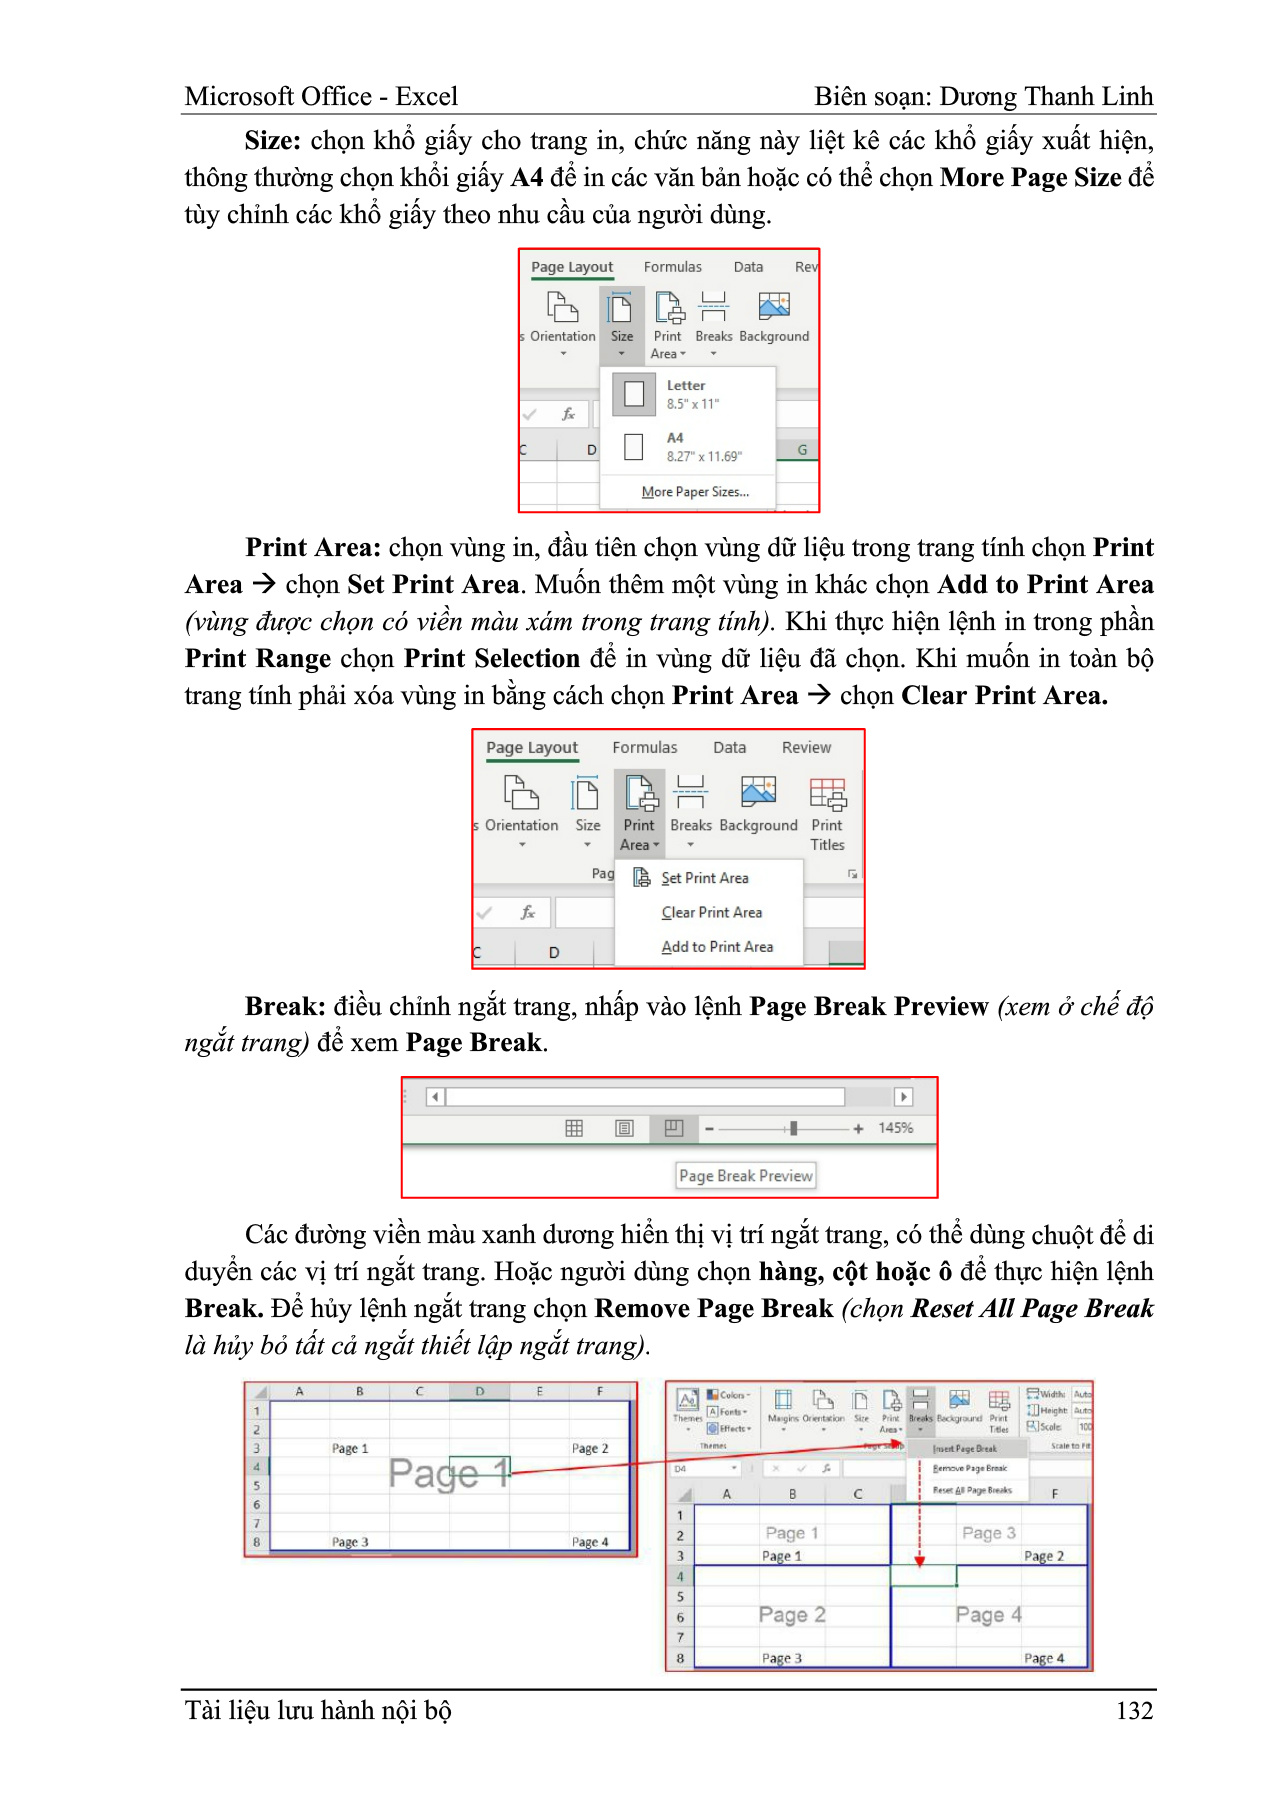 Microsoft Office - Excel Biên soạn: Dương Thanh Linh
Size: chọn khổ giấy cho trang in, chức năng này liệt kê các khổ giấy xuất hiện,
thông thường chọn khổi giấy A4 để in các văn bản hoặc có thể chọn More Page Size để
tùy chỉnh các khổ giấy theo nhu cầu của người dùng.
Page Layout Formulas Data Rev
s Orientation Size Print Breaks Background
Area
Letter
8.5" x 11"
fx
A4
C D G
8.27" x 11.69"
More Paper Sizes...
Print Area: chọn vùng in, đầu tiên chọn vùng dữ liệu trong trang tính chọn Print
Area → chọn Set Print Area. Muốn thêm một vùng in khác chọn Add to Print Area
(vùng được chọn có viền màu xám trong trang tính). Khi thực hiện lệnh in trong phần
Print Range chọn Print Selection để in vùng dữ liệu đã chọn. Khi muốn in toàn bộ
trang tính phải xóa vùng in bằng cách chọn Print Area → chọn Clear Print Area.
Page Layout Formulas Data Review
s Orientation Size Print Breaks Background Print
Area Titles
Pag Set Print Area
fx Clear Print Area
C D Add to Print Area
Break: điều chỉnh ngắt trang, nhấp vào lệnh Page Break Preview (xem ở chế độ
ngắt trang) để xem Page Break.
- + 145%
Page Break Preview
Các đường viền màu xanh dương hiển thị vị trí ngắt trang, có thể dùng chuột để di
duyển các vị trí ngắt trang. Hoặc người dùng chọn hàng, cột hoặc ô để thực hiện lệnh
Break. Để hủy lệnh ngắt trang chọn Remove Page Break (chọn Reset All Page Break
là hủy bỏ tất cả ngắt thiết lập ngắt trang).
A B C D E F
1
2
3 Page 1 Page 2
4 Page 1
5
6
7
8 Page 3 Page 4
Aa Colors Width: Auto
Themes A Fonts Margins Orientation Size Print Breaks Background Print Height: Auto
Effects Area Titles Scale: 100
Themes Page Setup Insert Page Break Scale to Fit
D4 fx Remove Page Break
Reset All Page Breaks
A B C F
1
2 Page 1 Page 3
3 Page 1 Page 2
4
5
6 Page 2 Page 4
7
8 Page 3 Page 4
Tài liệu lưu hành nội bộ 132